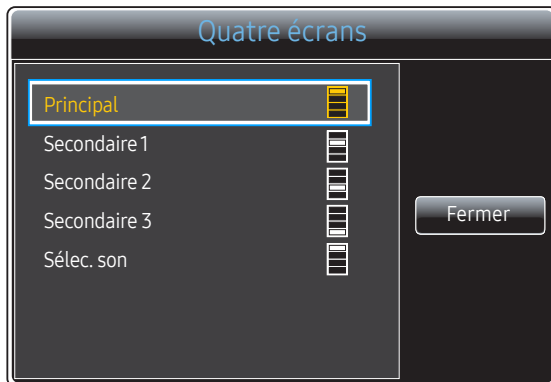 Quatre écrans
Principal
Secondaire 1
Secondaire 2
Secondaire 3
Sélec. son
Fermer